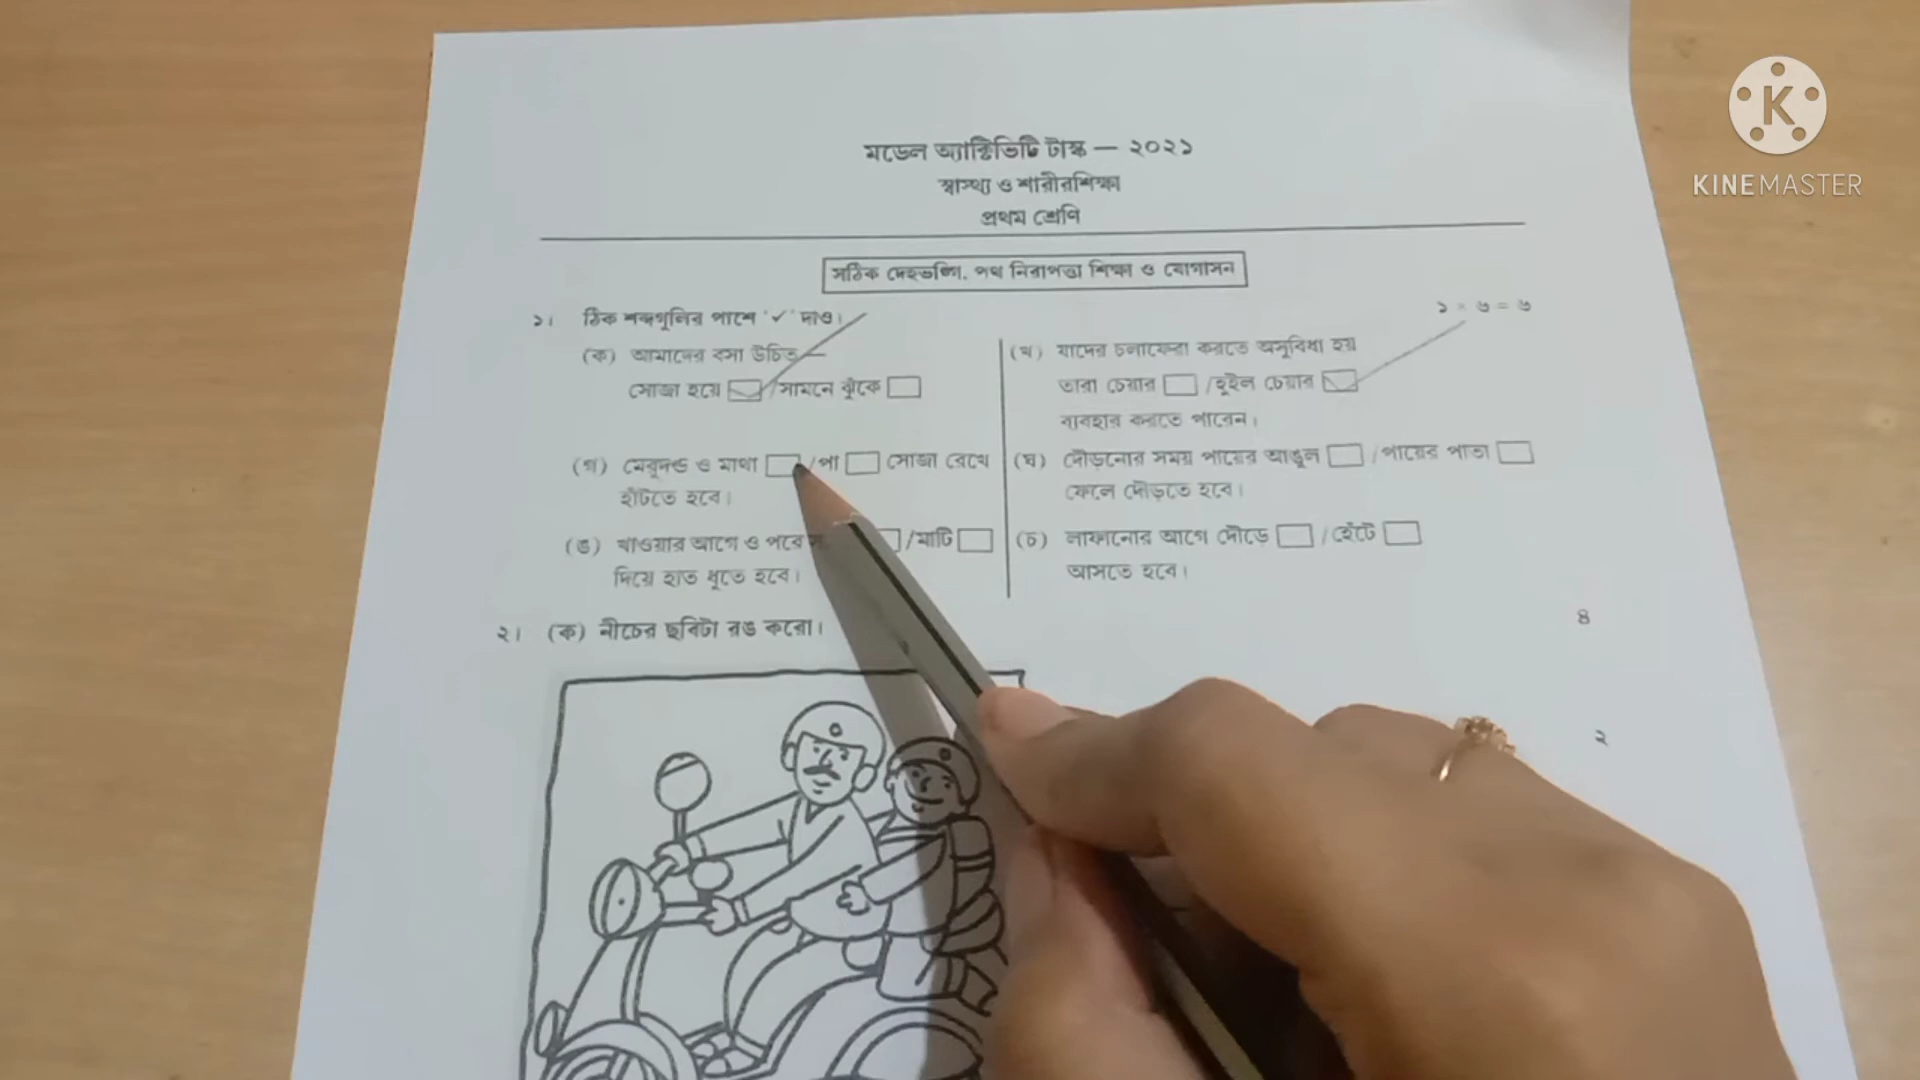 মডেল অ্যাক্টিভিটি টাস্ক — ২০২১
স্বাস্থ্য ও শারীরশিক্ষা
প্রথম শ্রেণি
সঠিক দেহভঙ্গি, পথ নিরাপত্তা শিক্ষা ও যোগাসন
১। ঠিক শব্দগুলির পাশে '✓' দাও।
১ × ৬ = ৬
(ক) আমাদের বসা উচিত —
সোজা হয়ে /সামনে ঝুঁকে
(খ) যাদের চলাফেরা করতে অসুবিধা হয়
তারা চেয়ার /হুইল চেয়ার
ব্যবহার করতে পারেন।
(গ) মেরুদণ্ড ও মাথা /পা সোজা রেখে
হাঁটতে হবে।
(ঘ) দৌড়নোর সময় পায়ের আঙুল /পায়ের পাতা
ফেলে দৌড়তে হবে।
(ঙ) খাওয়ার আগে ও পরে /মাটি
দিয়ে হাত ধুতে হবে।
(চ) লাফানোর আগে দৌড়ে /হেঁটে
আসতে হবে।
৪
২। (ক) নীচের ছবিটা রঙ করো।
২
K
KINEMASTER